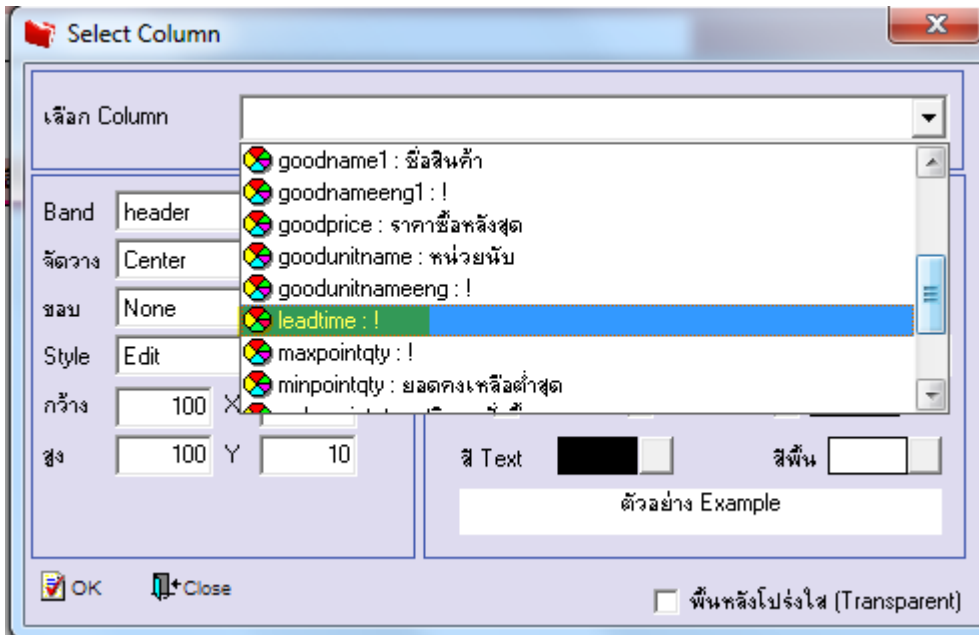 Select Column
เลือก Column
goodname1 : ชื่อสินค้า
goodnameeng1 : !
goodprice : ราคาซื้อหลังสุด
goodunitname : หน่วยนับ
goodunitnameeng : !
leadtime : !
maxpointqty : !
minpointqty : ยอดคงเหลือต่ำสุด
Band header
จัดวาง Center
ขอบ None
Style Edit
กว้าง 100 X
สูง 100 Y 10
สี Text สีพื้น
ตัวอย่าง Example
OK Close
พื้นหลังโปร่งใส (Transparent)